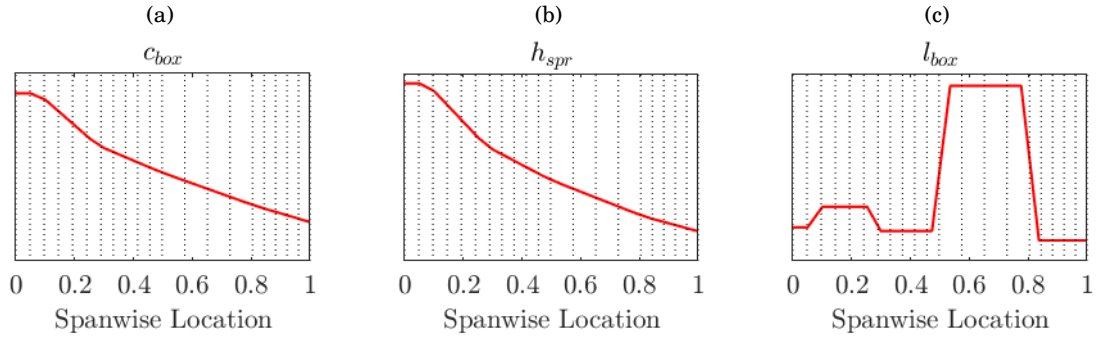 (a) (b) (c)
c_box h_spr l_box
0 0.2 0.4 0.6 0.8 1 0 0.2 0.4 0.6 0.8 1 0 0.2 0.4 0.6 0.8 1
Spanwise Location Spanwise Location Spanwise Location